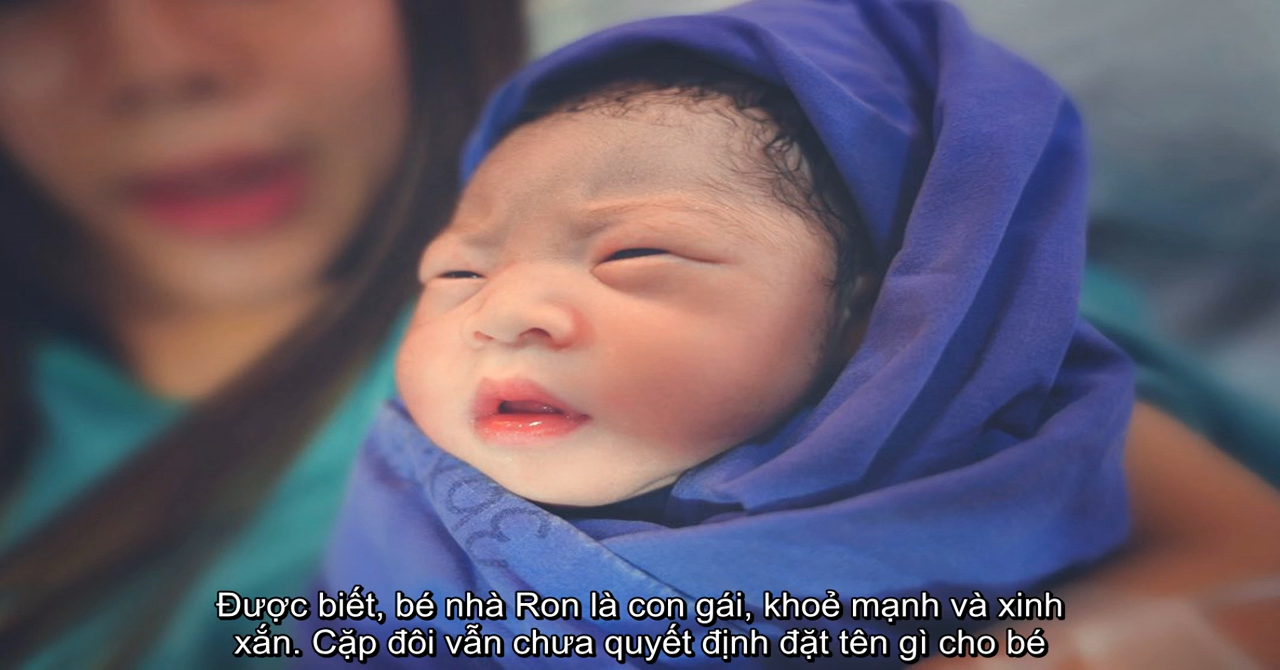 Được biết, bé nhà Ron là con gái, khoẻ mạnh và xinh
xắn. Cặp đôi vẫn chưa quyết định đặt tên gì cho bé